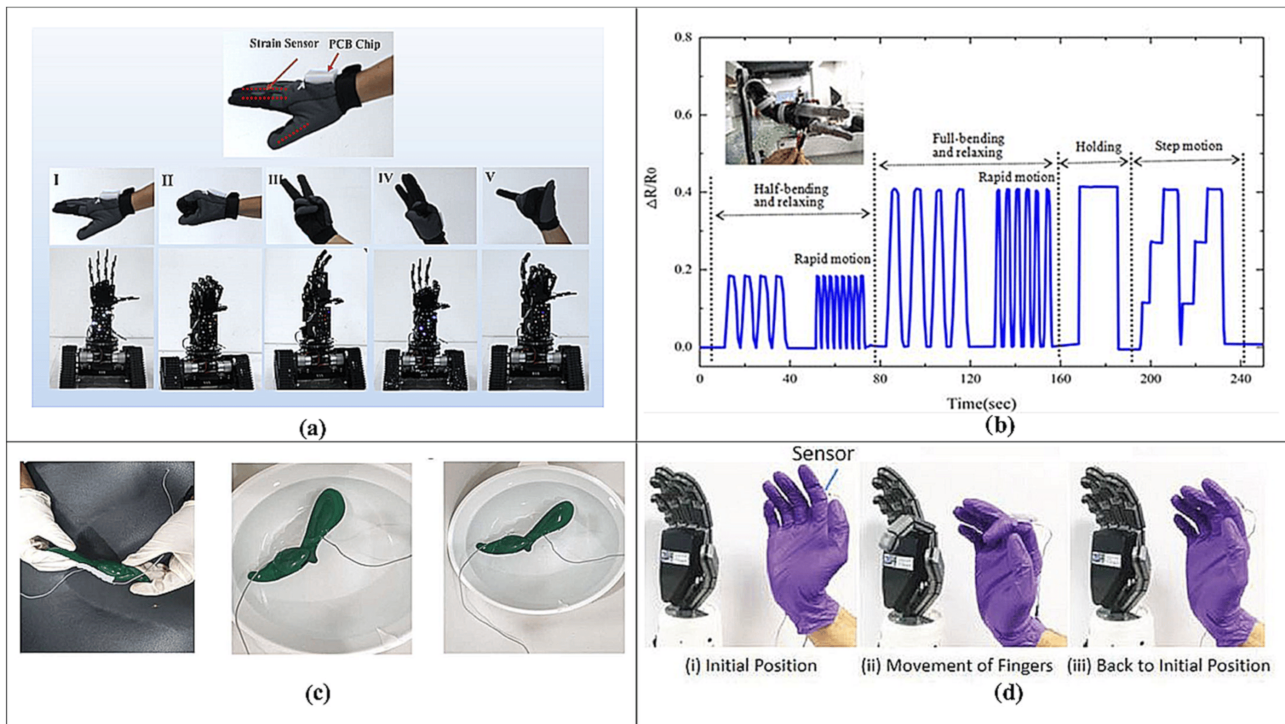 Strain Sensor
PCB Chip
I
II
III
IV
V
(a)
0.8
0.6
0.4
0.2
0.0
ΔR/R0
Half-bending
and relaxing
Rapid motion
Full-bending
and relaxing
Rapid motion
Holding
Step motion
0
40
80
120
160
200
240
Time(sec)
(b)
(c)
Sensor
(i) Initial Position
(ii) Movement of Fingers
(iii) Back to Initial Position
(d)